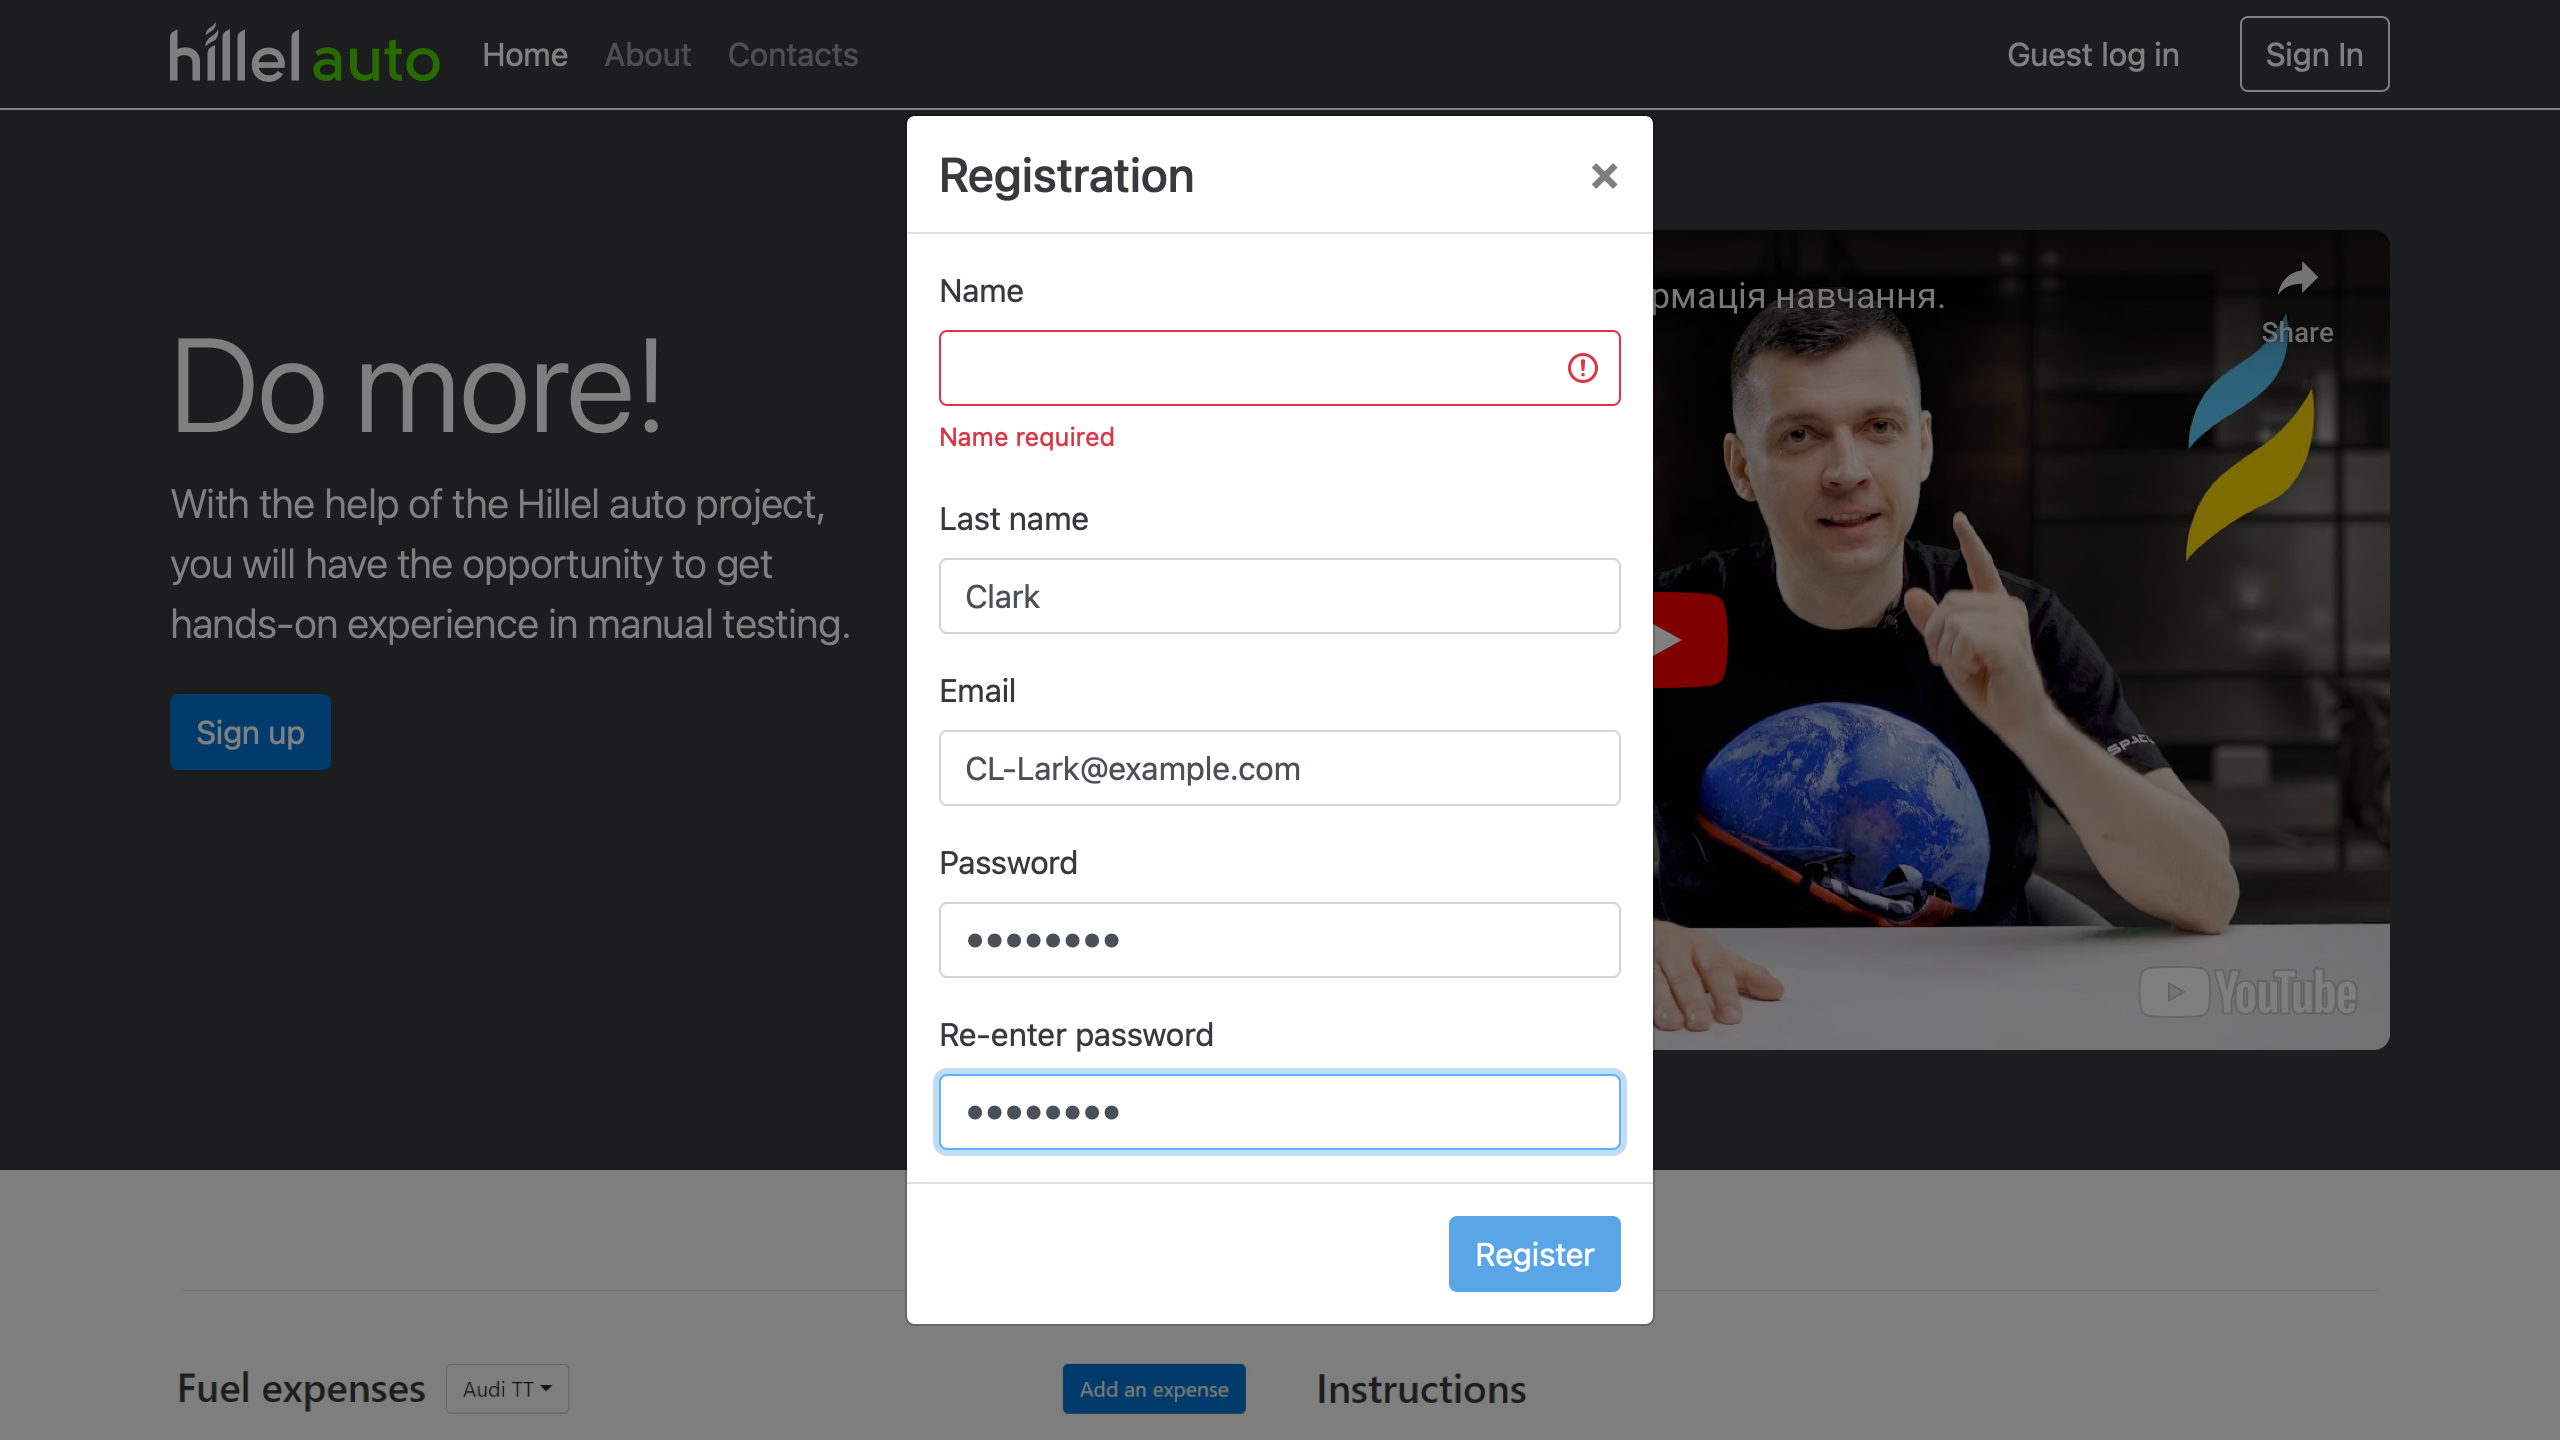 hillel auto
Home
About
Contacts
Guest log in
Sign In
Registration
Name
Name required
Last name
Clark
Email
CL-Lark@example.com
Password
Re-enter password
Register
Do more!
With the help of the Hillel auto project,
you will have the opportunity to get
hands-on experience in manual testing.
Sign up
рмація навчання.
Share
YouTube
Fuel expenses
Audi TT
Add an expense
Instructions